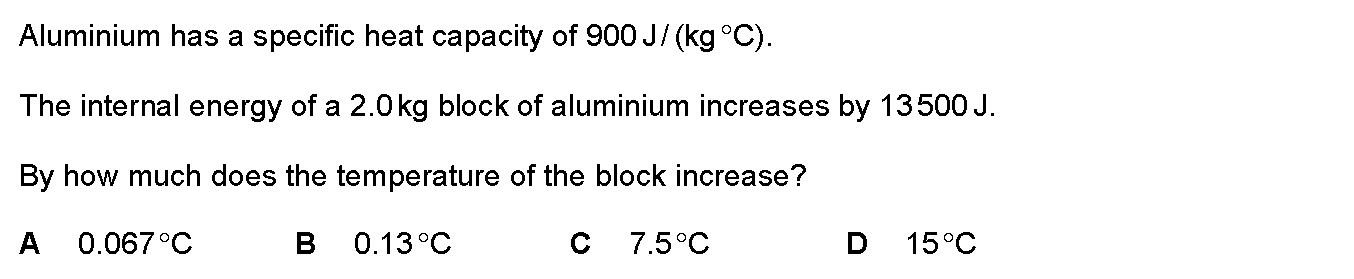 Aluminium has a specific heat capacity of 900 J/(kg °C).
The internal energy of a 2.0 kg block of aluminium increases by 13 500 J.
By how much does the temperature of the block increase?
A 0.067 °C B 0.13 °C C 7.5 °C D 15 °C